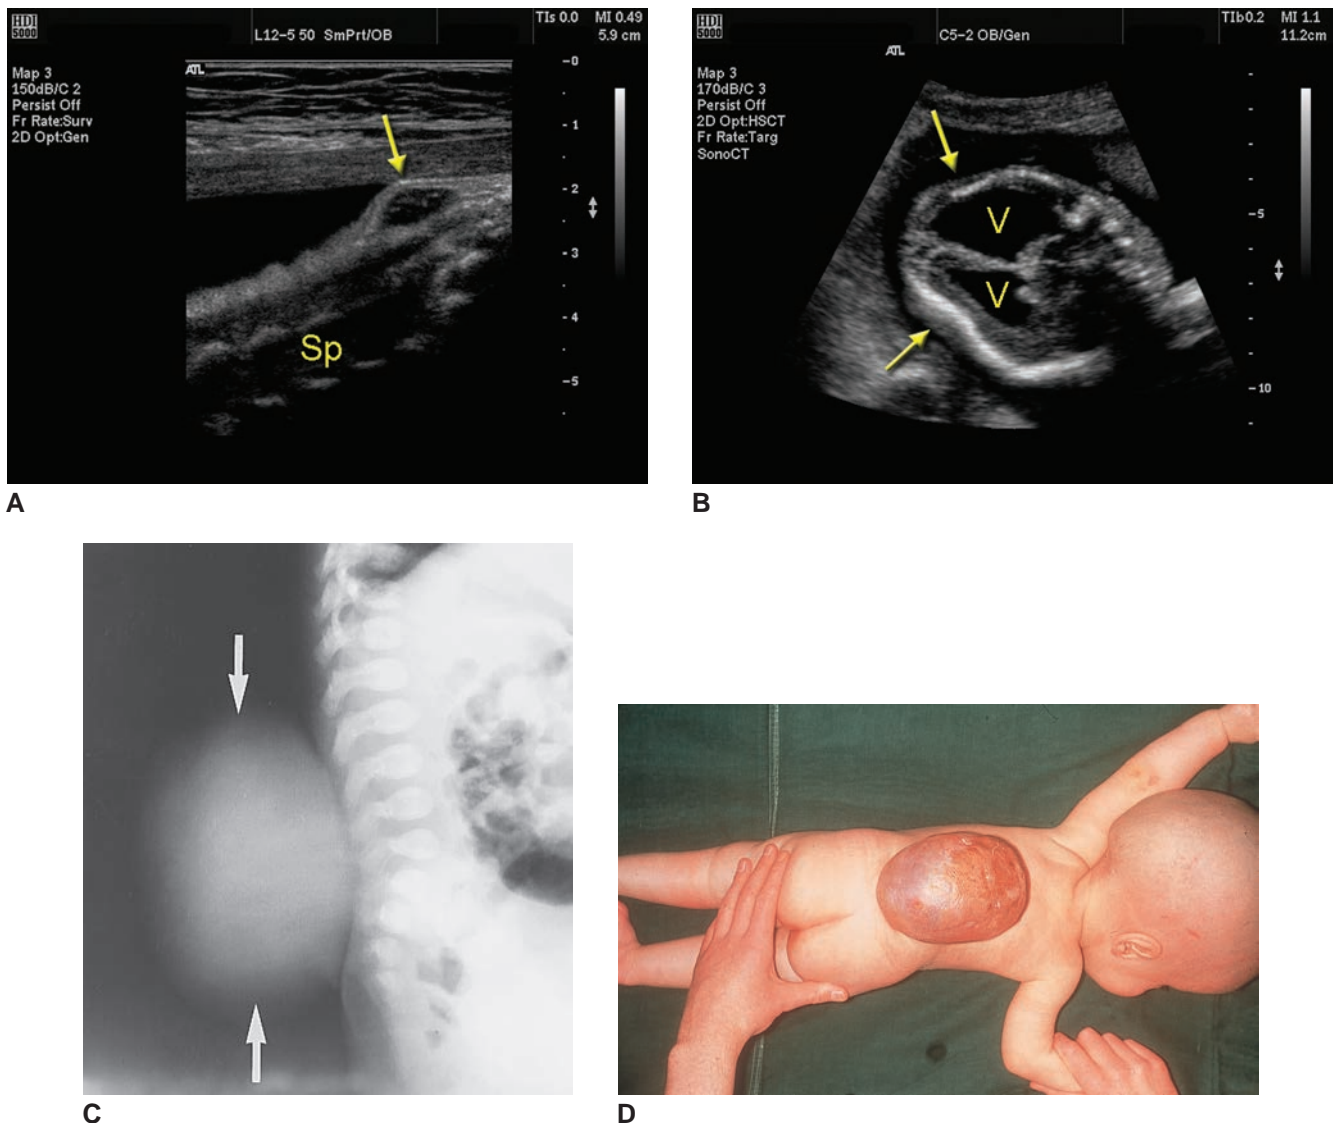 HDI
5000
L12-5 50 SmPrt/OB
TIs 0.0 MI 0.49
5.9 cm
ATL
Map 3
150dB/C 2
Persist Off
Fr Rate:Surv
2D Opt:Gen
0
1
2
3
4
5
Sp
A
HDI
5000
C5-2 OB/Gen
TIb0.2 MI 1.1
11.2cm
ATL
Map 3
170dB/C 3
Persist Off
2D Opt:HSCT
Fr Rate:Targ
SonoCT
5
10
V
V
B
C
D